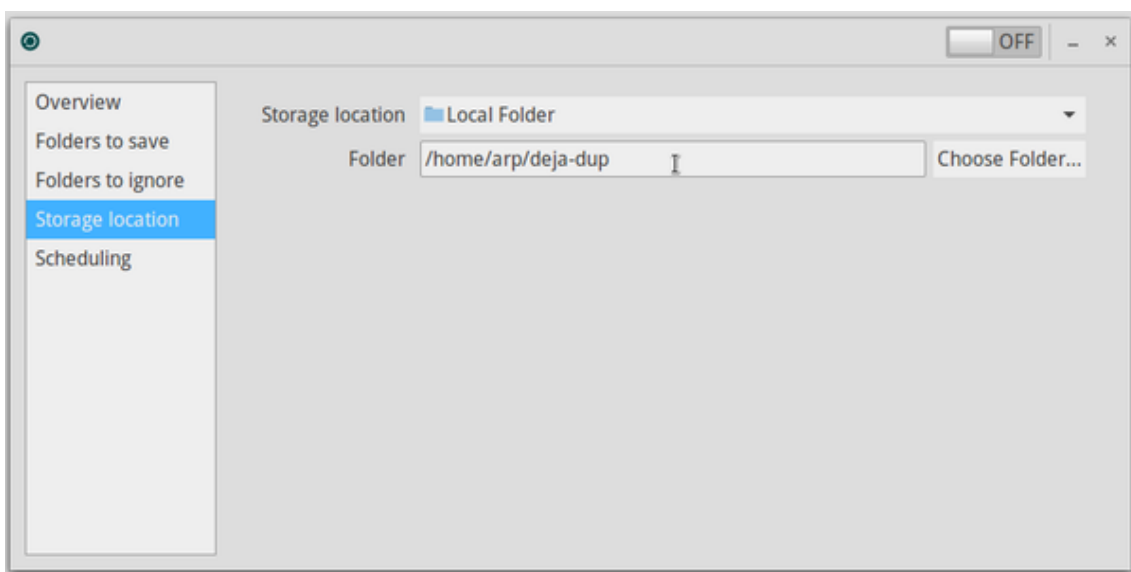 OFF
Overview
Folders to save
Folders to ignore
Storage location
Scheduling
Storage location Local Folder
Folder /home/arp/deja-dup Choose Folder...